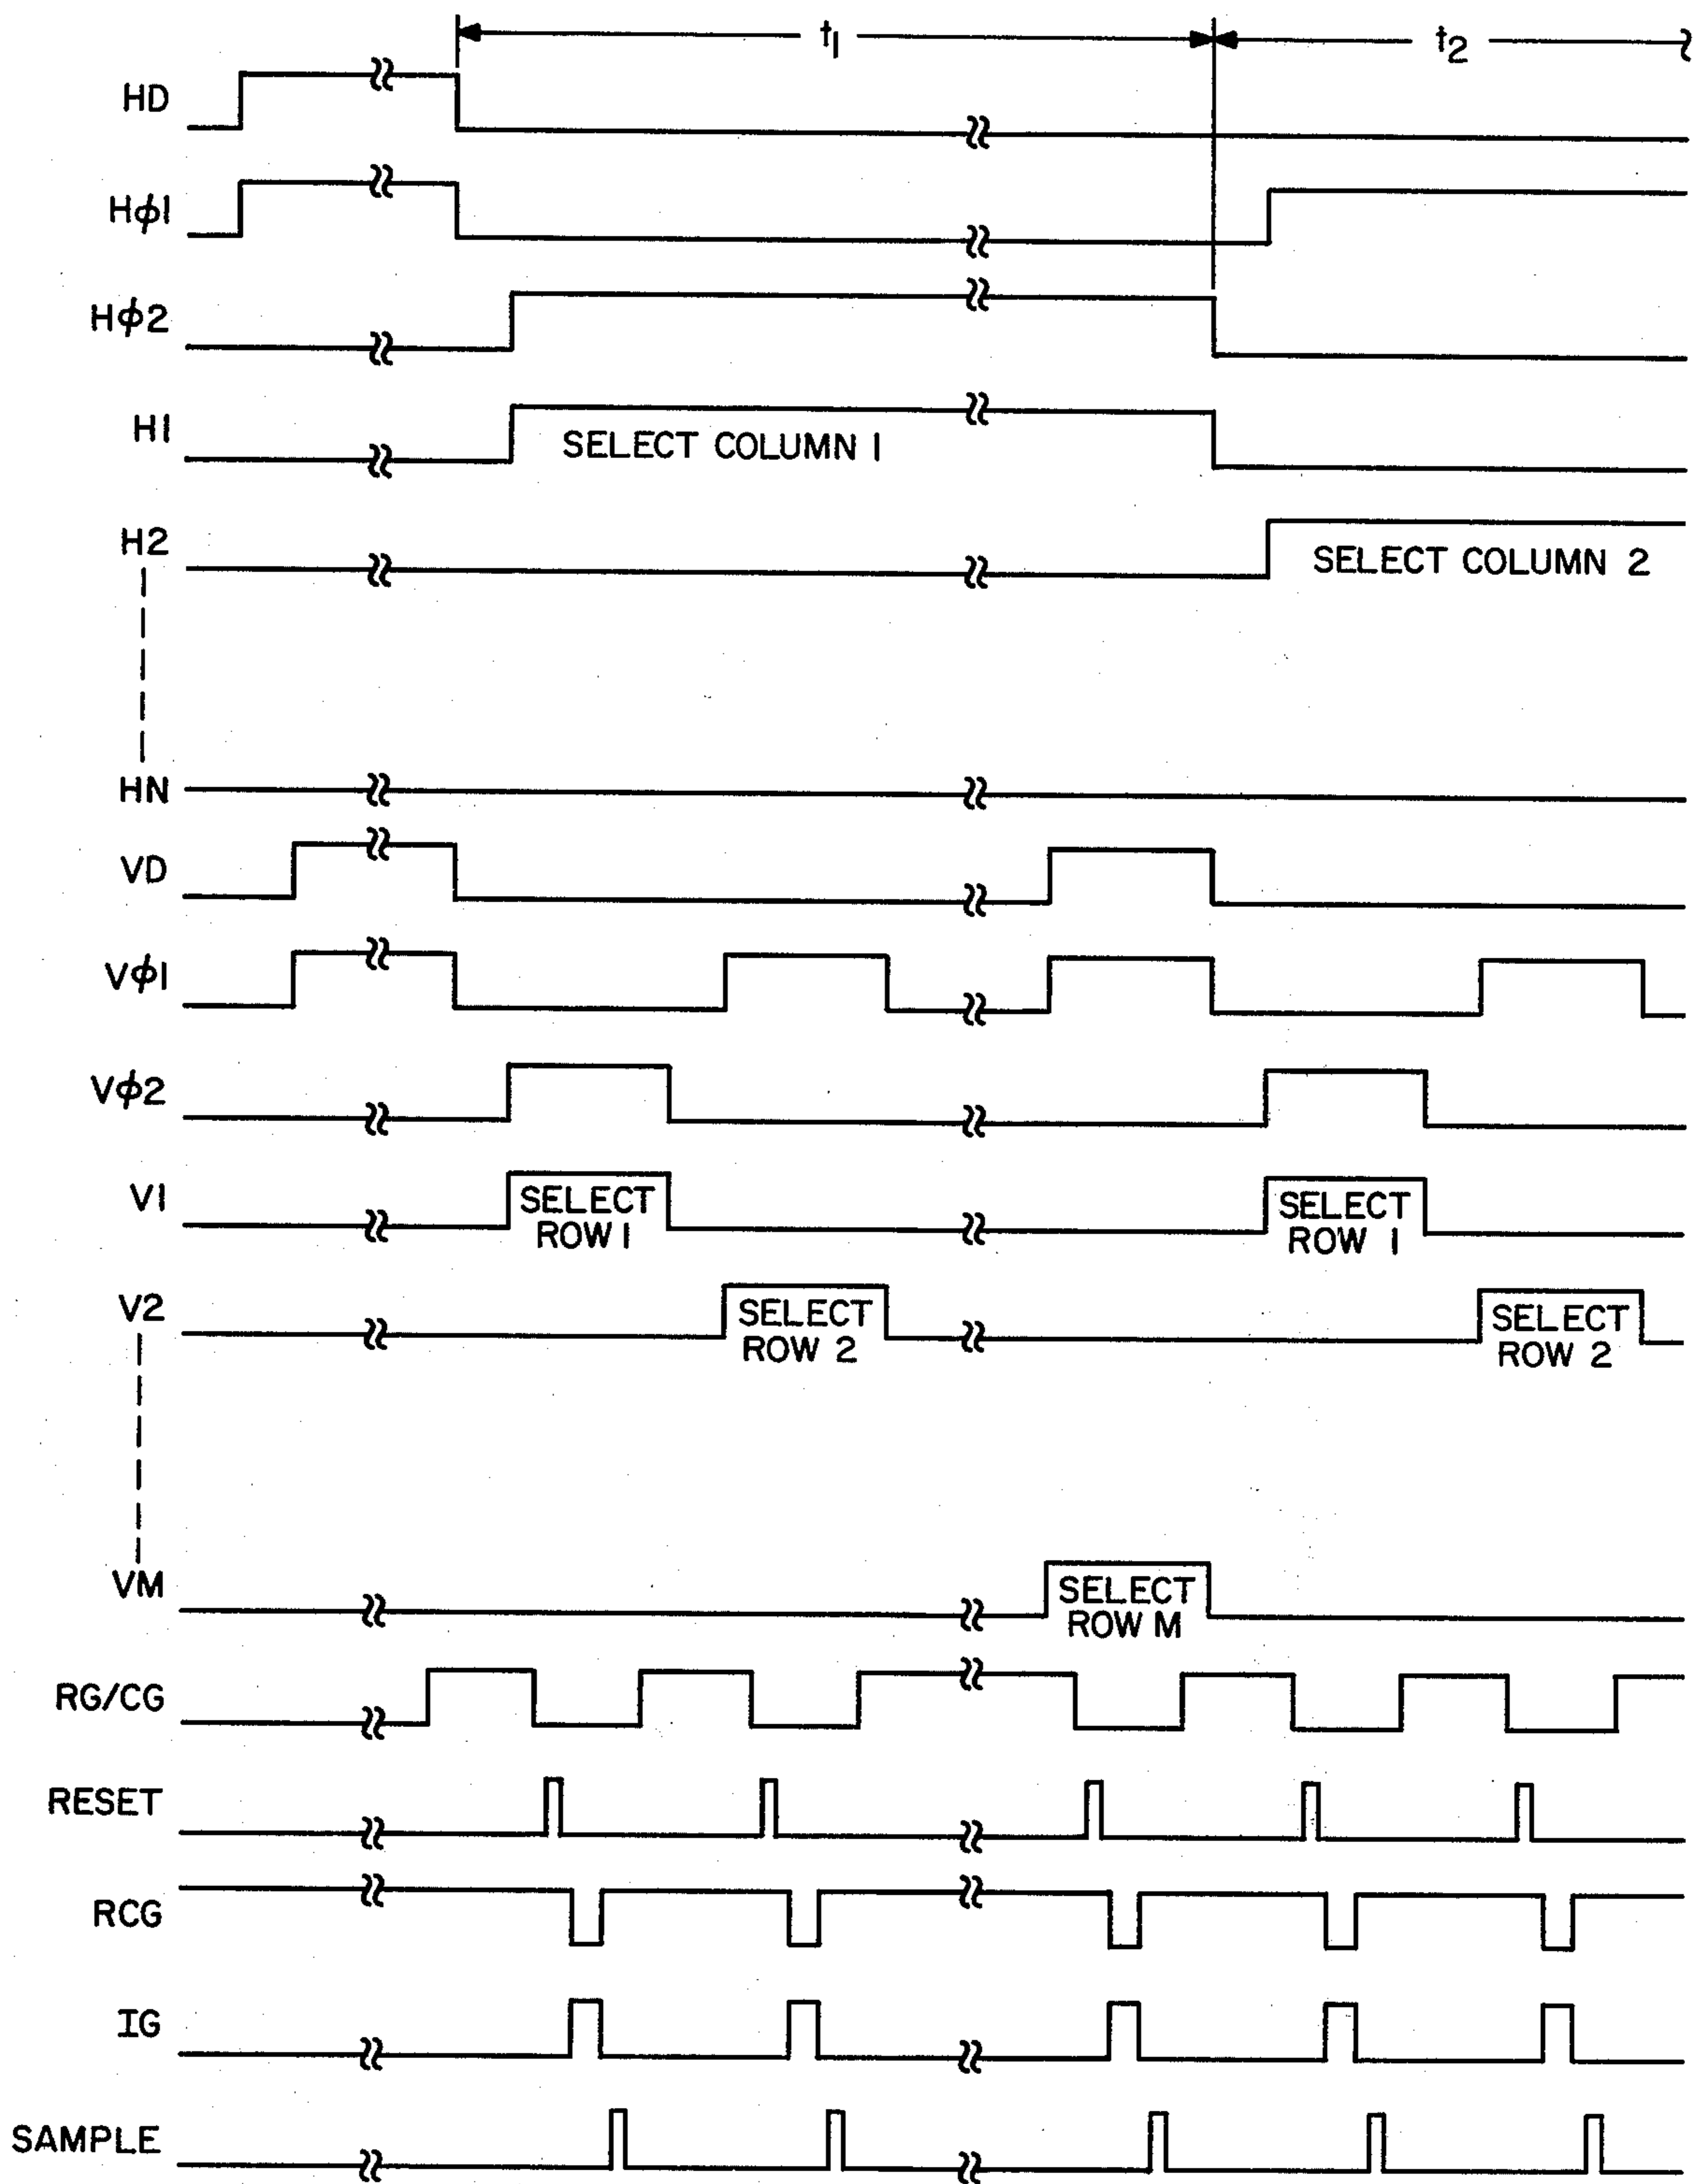 t1 t2
HD
Hϕ1
Hϕ2
H1
SELECT COLUMN 1
H2
SELECT COLUMN 2
HN
VD
Vϕ1
Vϕ2
V1
SELECT
ROW 1
SELECT
ROW 1
V2
SELECT
ROW 2
SELECT
ROW 2
VM
SELECT
ROW M
RG/CG
RESET
RCG
IG
SAMPLE